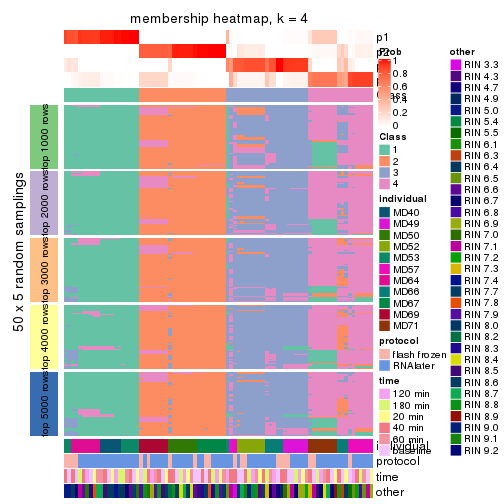 membership heatmap, k = 4
50 x 5 random samplings
top 1000 rows
top 2000 rows
top 3000 rows
top 4000 rows
top 5000 rows
p1
p2
individual
protocol
time
other
Prob
1
0.8
0.6
0.4
0.2
0
Class
1
2
3
4
individual
MD40
MD49
MD50
MD52
MD53
MD57
MD64
MD66
MD67
MD69
MD71
protocol
flash frozen
RNAlater
time
120 min
180 min
20 min
40 min
60 min
baseline
other
RIN 3.3
RIN 4.3
RIN 4.7
RIN 4.9
RIN 5.0
RIN 5.4
RIN 5.5
RIN 6.1
RIN 6.3
RIN 6.4
RIN 6.5
RIN 6.6
RIN 6.7
RIN 6.8
RIN 6.9
RIN 7.0
RIN 7.1
RIN 7.2
RIN 7.3
RIN 7.4
RIN 7.7
RIN 7.8
RIN 7.9
RIN 8.0
RIN 8.2
RIN 8.3
RIN 8.4
RIN 8.5
RIN 8.6
RIN 8.7
RIN 8.8
RIN 8.9
RIN 9.0
RIN 9.1
RIN 9.2